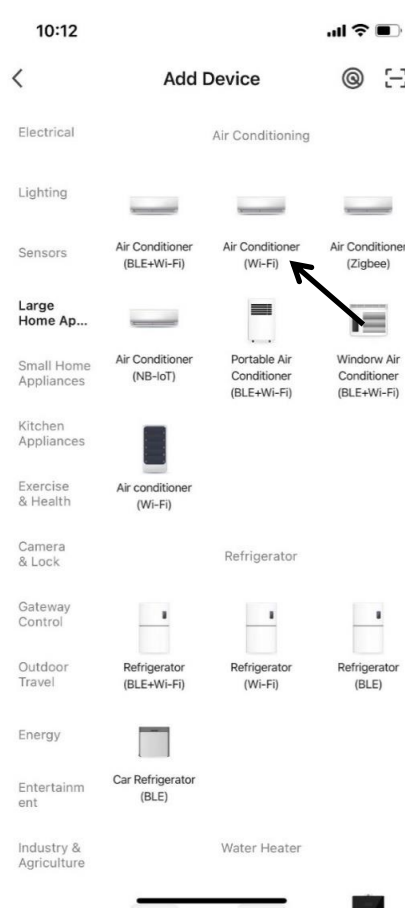 10:12
Add Device
Electrical
Lighting
Sensors
Large
Home Ap...
Small Home
Appliances
Kitchen
Appliances
Exercise
& Health
Camera
& Lock
Gateway
Control
Outdoor
Travel
Energy
Entertainm
ent
Industry &
Agriculture
Air Conditioning
Air Conditioner
(BLE+Wi-Fi)
Air Conditioner
(Wi-Fi)
Air Conditioner
(Zigbee)
Air Conditioner
(NB-IoT)
Portable Air
Conditioner
(BLE+Wi-Fi)
Windorw Air
Conditioner
(BLE+Wi-Fi)
Air conditioner
(Wi-Fi)
Refrigerator
Refrigerator
(BLE+Wi-Fi)
Refrigerator
(Wi-Fi)
Refrigerator
(BLE)
Car Refrigerator
(BLE)
Water Heater